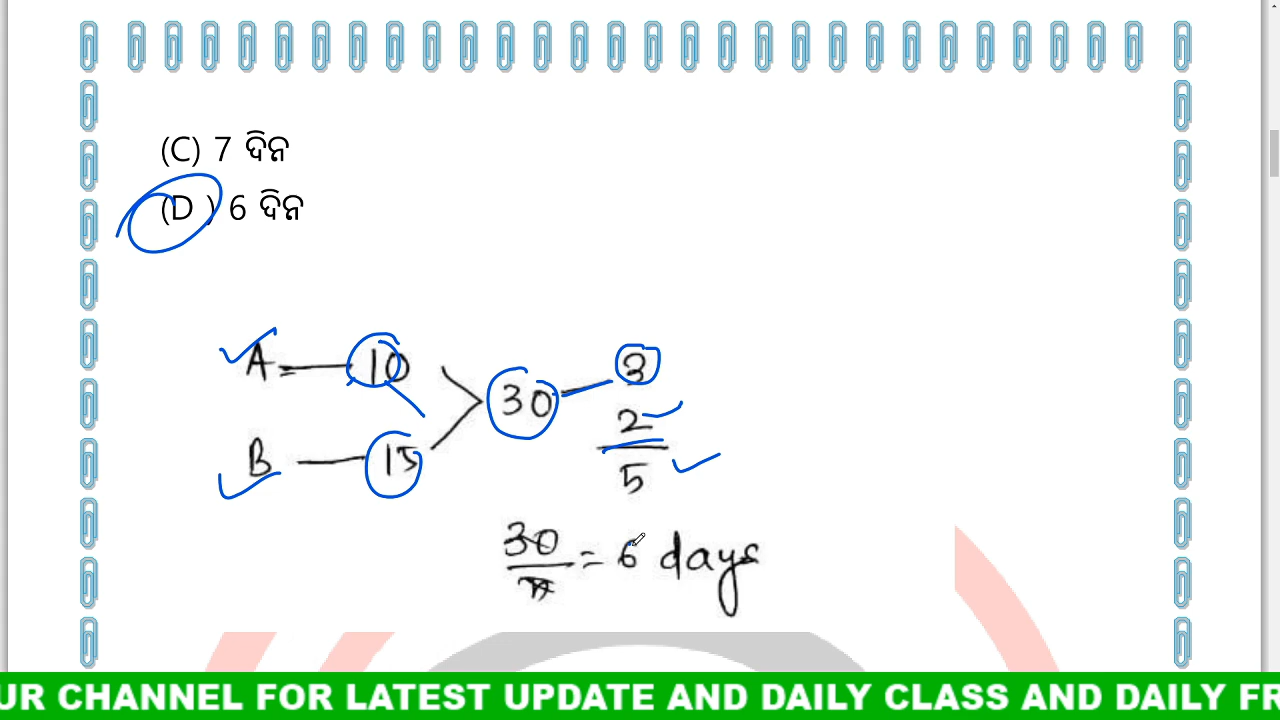 (C) 7 ଦିନ
(D ) 6 ଦିନ
A — 10
30 — 3
2
B — 15
5
30
= 6 days
UR CHANNEL FOR LATEST UPDATE AND DAILY CLASS AND DAILY FR